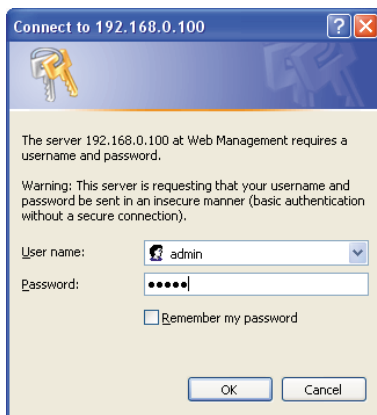 Connect to 192.168.0.100
The server 192.168.0.100 at Web Management requires a
username and password.
Warning: This server is requesting that your username and
password be sent in an insecure manner (basic authentication
without a secure connection).
User name: admin
Password: •••••
Remember my password
OK Cancel